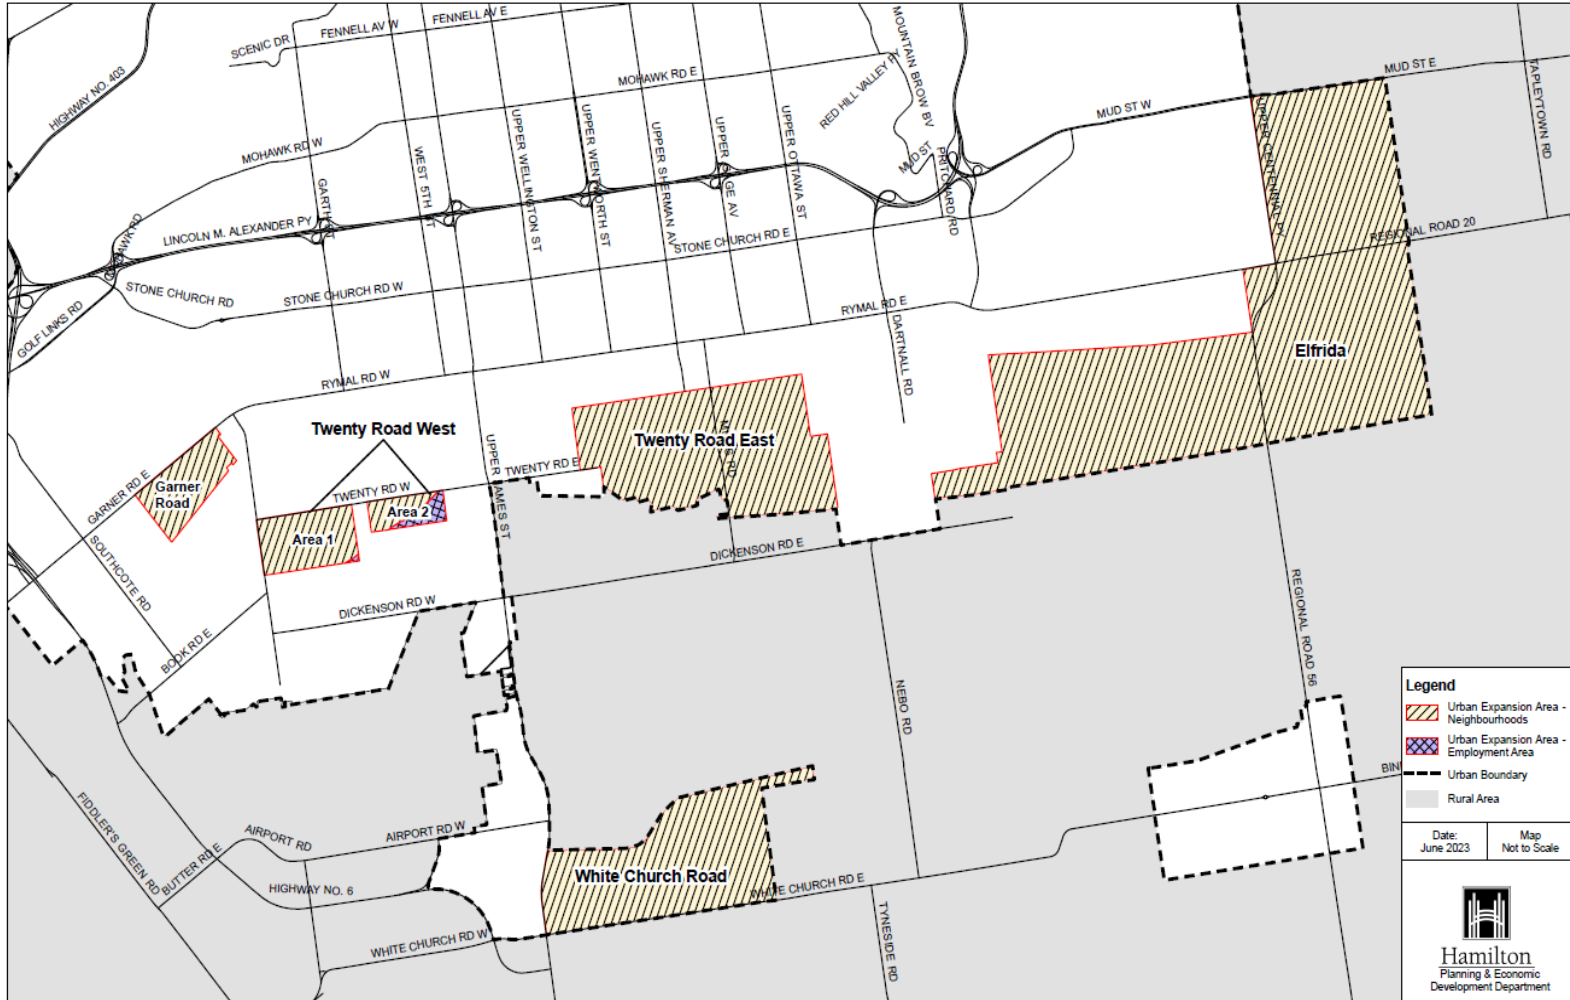 FENNELL AV E
FENNELL AV W
SCENIC DR
HIGHWAY NO. 403
MOHAWK RD E
MOHAWK RD W
MOUNTAIN BROW BV
RED HILL VALLEY PY
MUD ST
MUD ST W
MUD ST E
TAPLEYTOWN RD
UPPER CENTENNIAL PY
PRITCHARD RD
GARTH ST
WEST 5TH ST
UPPER WELLINGTON ST
UPPER WENTWORTH ST
UPPER SHERMAN AV
UPPER GAGE AV
UPPER OTTAWA ST
LINCOLN M. ALEXANDER PY
MOHAWK RD
STONE CHURCH RD E
STONE CHURCH RD
STONE CHURCH RD W
GOLF LINKS RD
REGIONAL ROAD 20
RYMAL RD E
DARTNALL RD
RYMAL RD W
Elfrida
Twenty Road West
Twenty Road East
UPPER JAMES ST
TWENTY RD E
TWENTY RD W
Garner
Road
GARNER RD E
Area 1
Area 2
SOUTHCOTE RD
BOOK RD E
DICKENSON RD E
DICKENSON RD W
REGIONAL ROAD 56
NEBO RD
FIDDLER'S GREEN RD
BUTTER RD E
AIRPORT RD
AIRPORT RD W
HIGHWAY NO. 6
White Church Road
WHITE CHURCH RD E
WHITE CHURCH RD W
TYNESIDE RD
Legend
Urban Expansion Area -
Neighbourhoods
Urban Expansion Area -
Employment Area
Urban Boundary
Rural Area
Date:
June 2023
Map
Not to Scale
Hamilton
Planning & Economic
Development Department